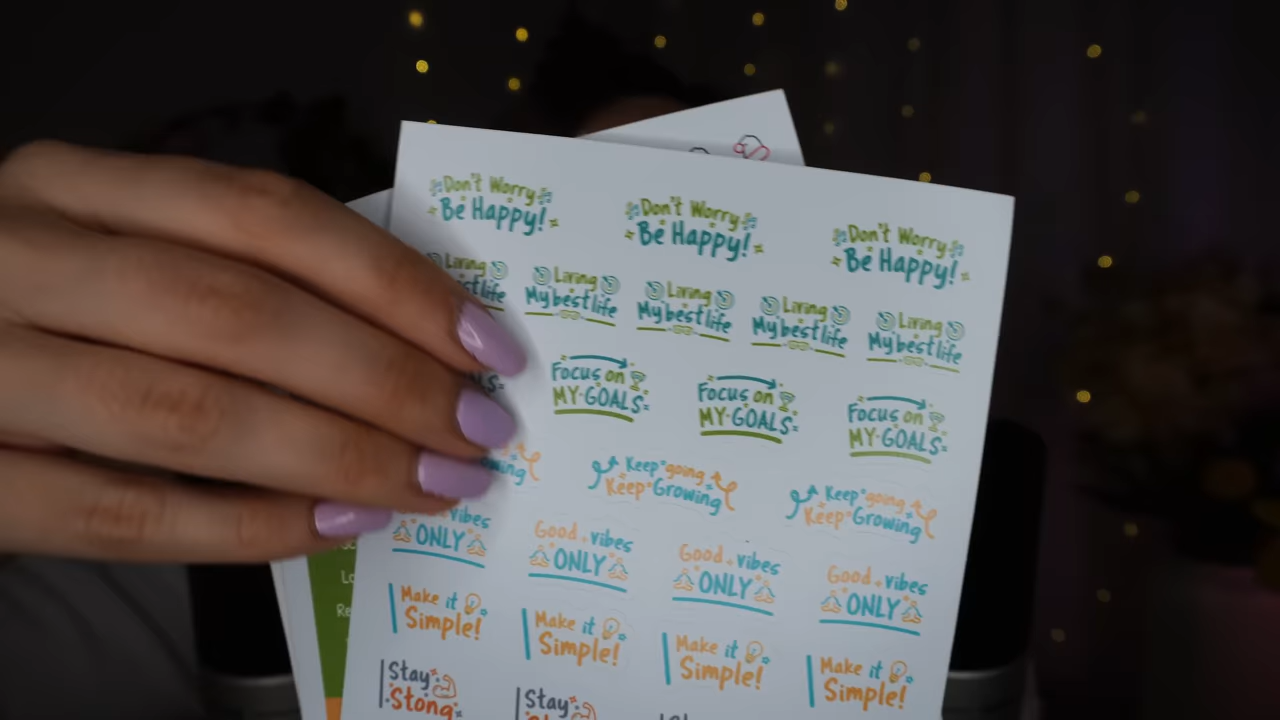 Don't Worry Don't Worry Don't Worry
Be Happy! Be Happy! Be Happy!
Living Living Living Living Living
My best life My best life My best life My best life
Focus on Focus on Focus on
MY GOALS MY GOALS MY GOALS
Keep going Keep going
Keep Growing Keep Growing
vibes Good vibes Good vibes Good vibes
ONLY ONLY ONLY ONLY
Make it Make it Make it Make it
Simple! Simple! Simple! Simple!
Stay Stay
Stong